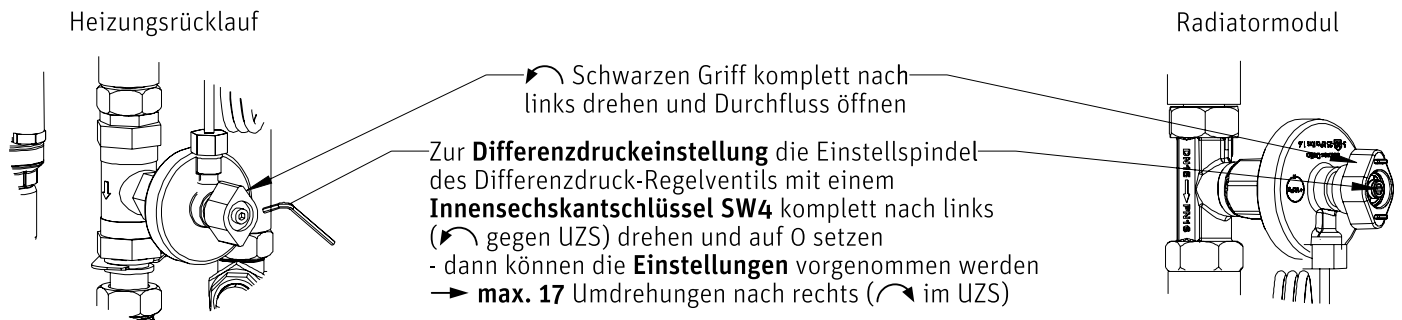 Heizungsrücklauf
Radiatormodul
Schwarzen Griff komplett nach
links drehen und Durchfluss öffnen
Zur Differenzdruckeinstellung die Einstellspindel
des Differenzdruck-Regelventils mit einem
Innensechskantschlüssel SW4 komplett nach links
(↶ gegen UZS) drehen und auf 0 setzen
- dann können die Einstellungen vorgenommen werden
→ max. 17 Umdrehungen nach rechts (↷ im UZS)
DN15
PN16